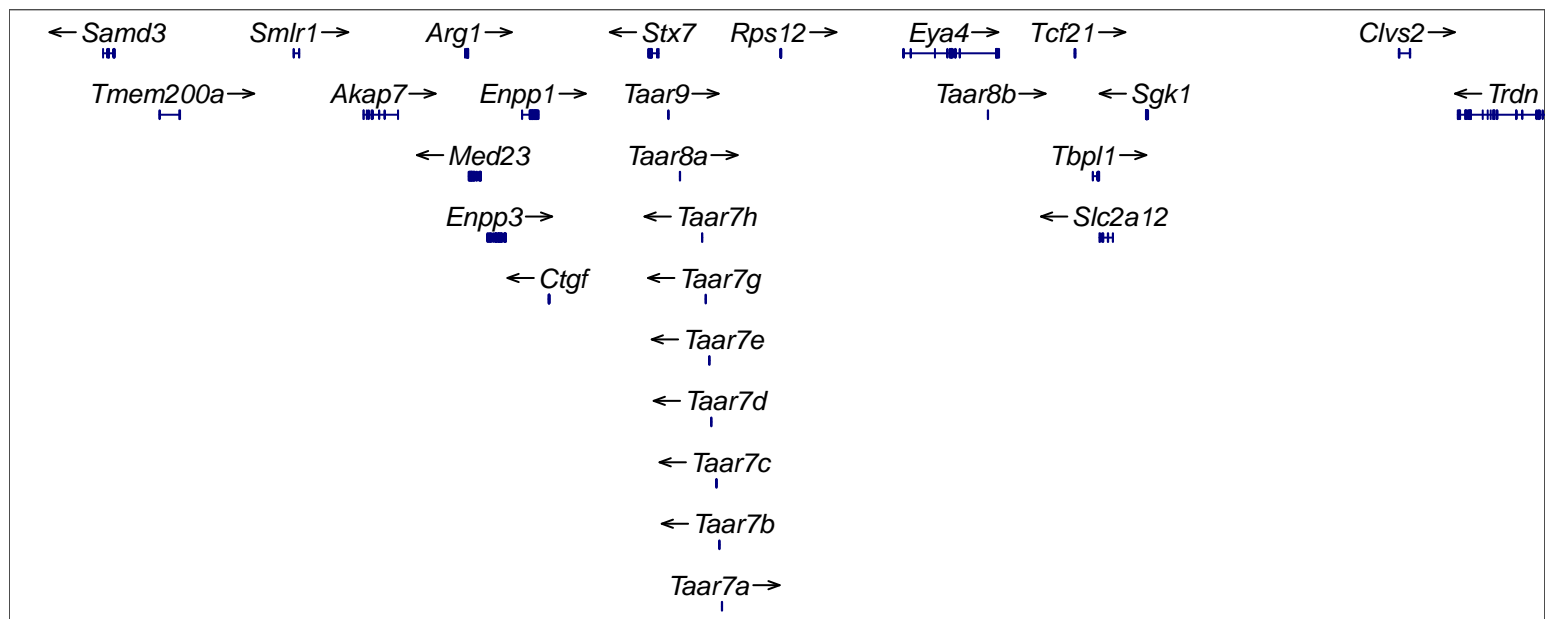 ← Samd3 Smlr1 → Arg1 → ← Stx7 Rps12 → Eya4 → Tcf21 → Clvs2 →
Tmem200a → Akap7 → Enpp1 → Taar9 → Taar8b → ← Sgk1 ← Trdn
← Med23 Taar8a → Tbpl1 →
Enpp3 → ← Taar7h ← Slc2a12
← Ctgf ← Taar7g
← Taar7e
← Taar7d
← Taar7c
← Taar7b
Taar7a →